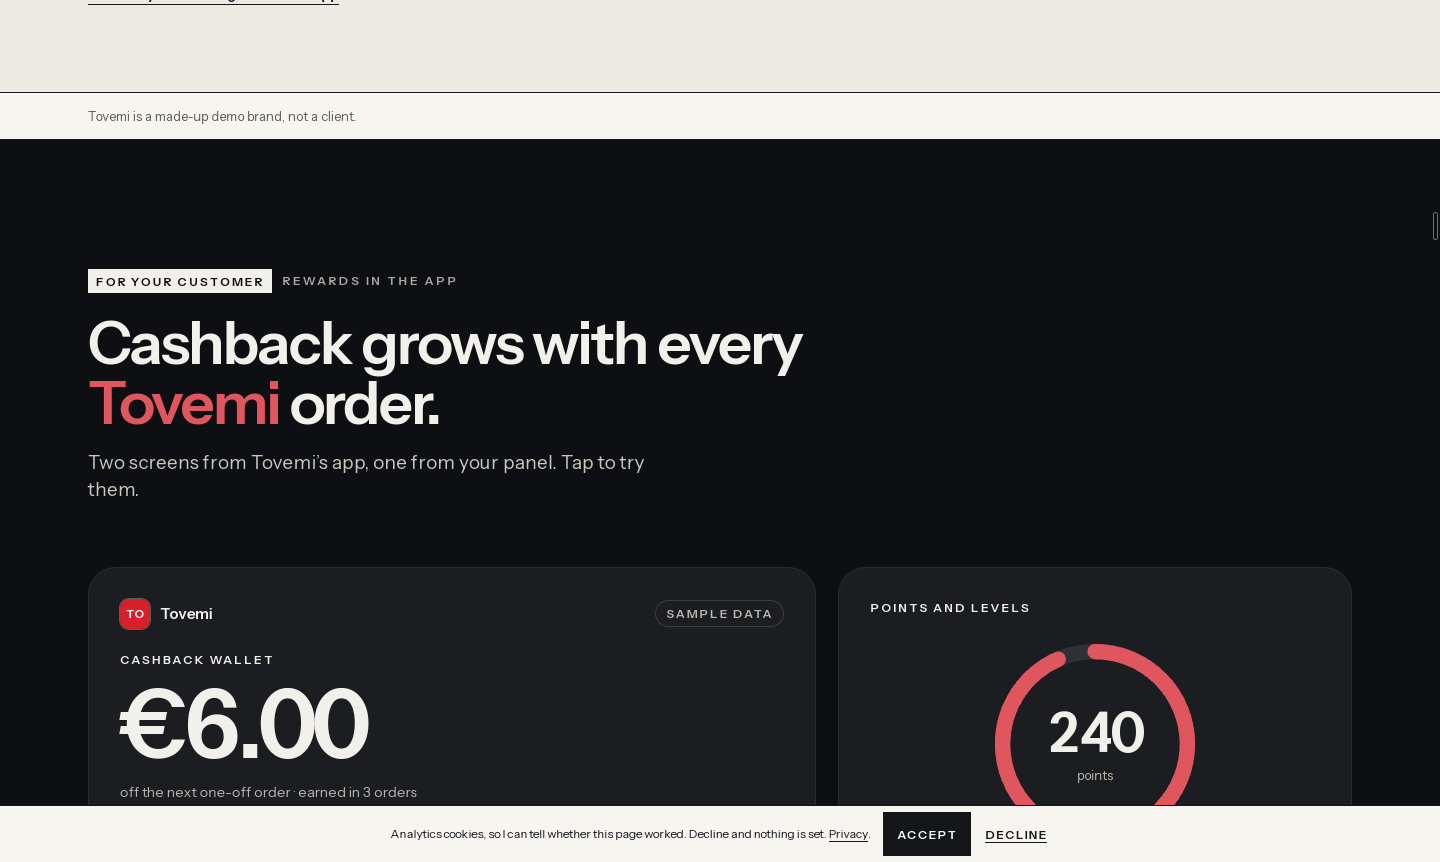 Tovemi is a made-up demo brand, not a client.
FOR YOUR CUSTOMER REWARDS IN THE APP
Cashback grows with every
Tovemi order.
Two screens from Tovemi’s app, one from your panel. Tap to try
them.
TO Tovemi
SAMPLE DATA
CASHBACK WALLET
€6.00
off the next one-off order · earned in 3 orders
POINTS AND LEVELS
240
points
Analytics cookies, so I can tell whether this page worked. Decline and nothing is set. Privacy.
ACCEPT
DECLINE